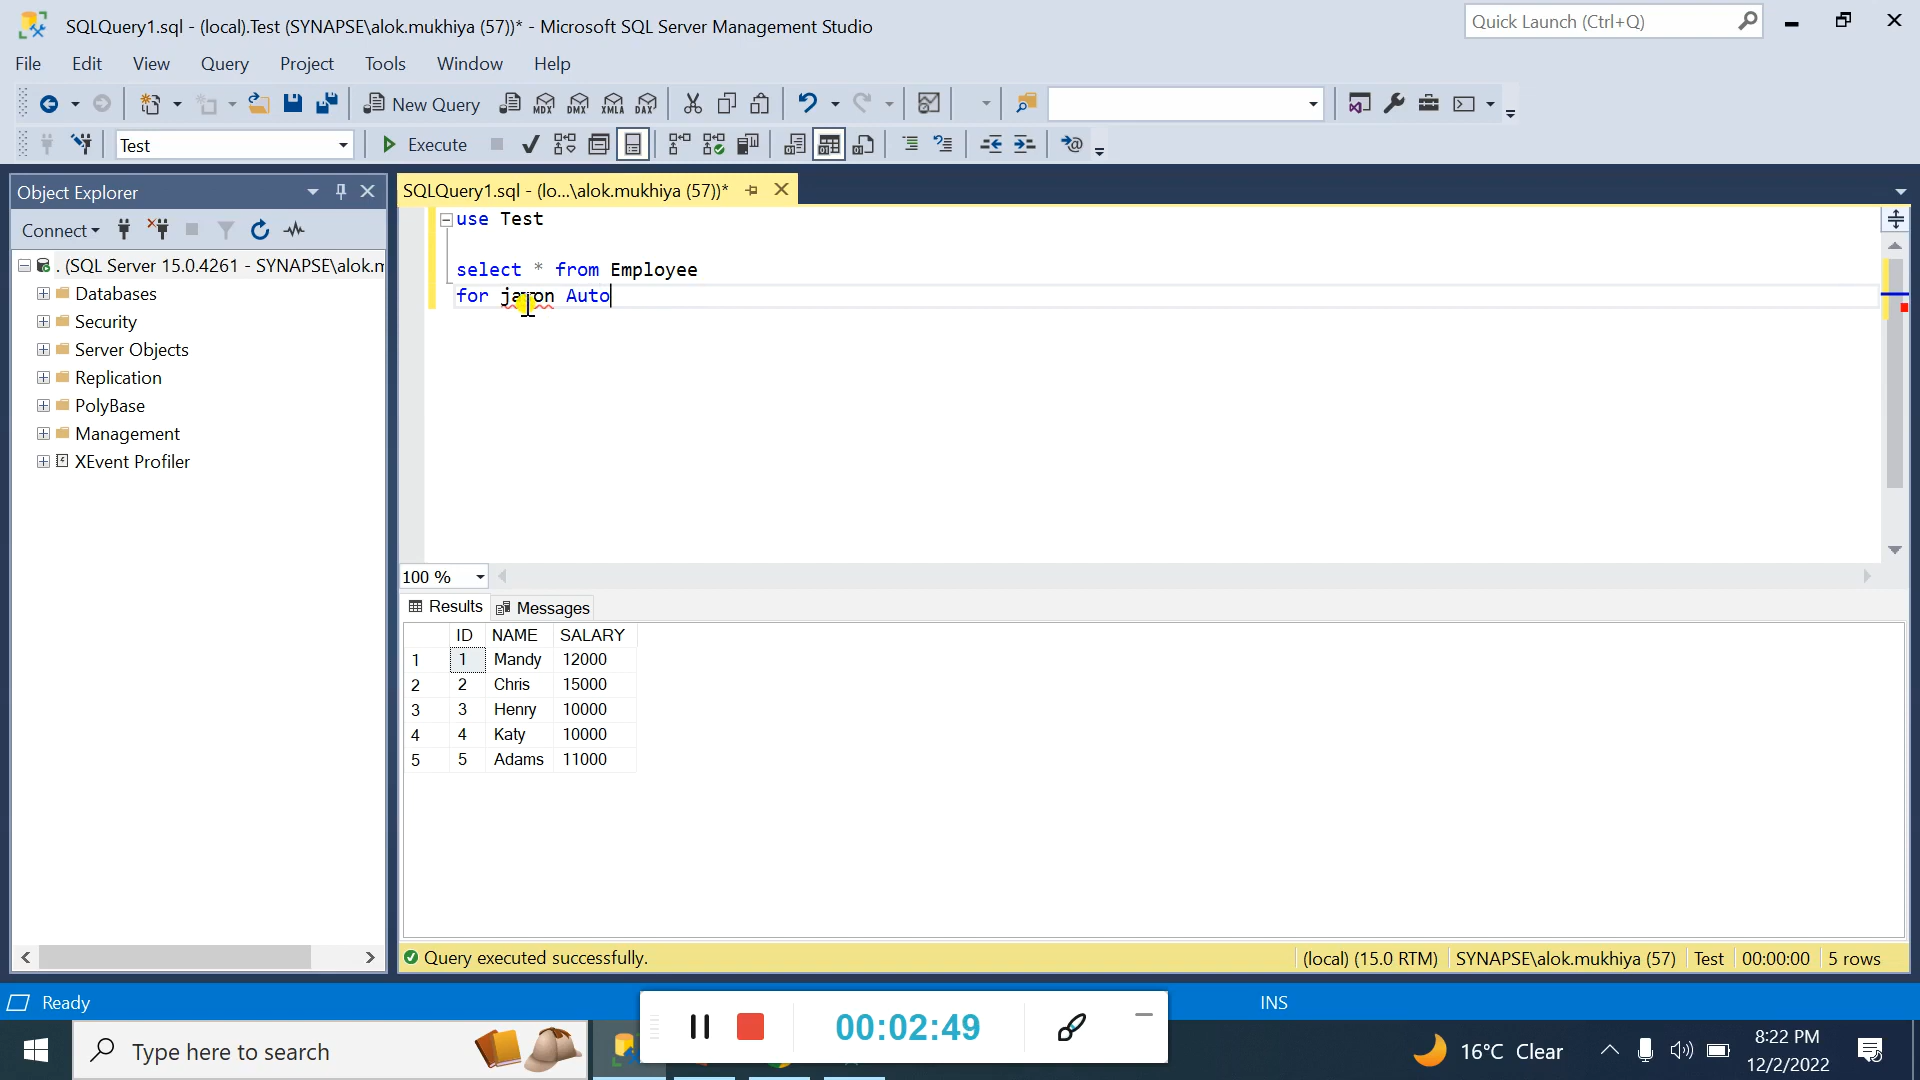 SQLQuery1.sql - (local).Test (SYNAPSE\alok.mukhiya (57))* - Microsoft SQL Server Management Studio
Quick Launch (Ctrl+Q)
File Edit View Query Project Tools Window Help
New Query MDX DMX XMLA DAX
Test Execute
Object Explorer
SQLQuery1.sql - (lo...\alok.mukhiya (57))*
Connect
. (SQL Server 15.0.4261 - SYNAPSE\alok.m
Databases
Security
Server Objects
Replication
PolyBase
Management
XEvent Profiler
use Test
select * from Employee
for Auto
100 %
Results Messages
ID NAME SALARY
1 1 Mandy 12000
2 2 Chris 15000
3 3 Henry 10000
4 4 Katy 10000
5 5 Adams 11000
Query executed successfully.
(local) (15.0 RTM) SYNAPSE\alok.mukhiya (57) Test 00:00:00 5 rows
Ready
INS
00:02:49
Type here to search
16°C Clear
8:22 PM
12/2/2022